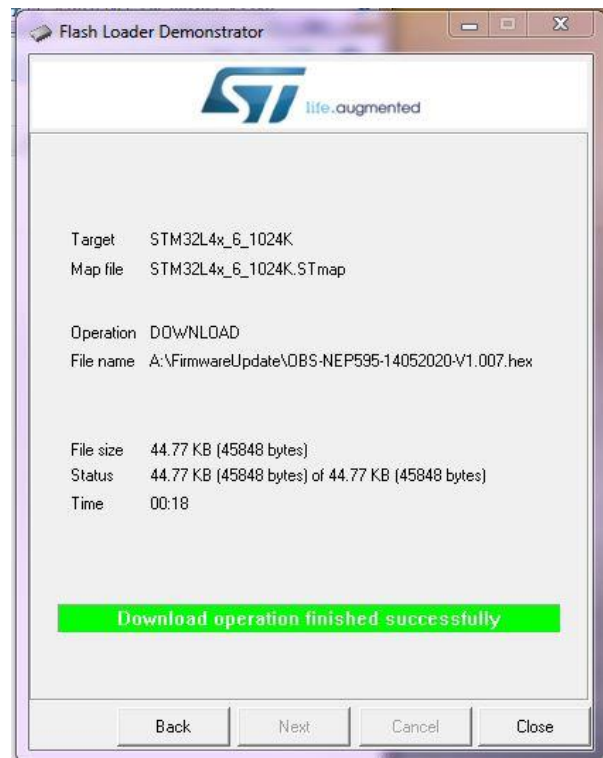 Flash Loader Demonstrator
life.augmented
Target STM32L4x_6_1024K
Map file STM32L4x_6_1024K.STmap
Operation DOWNLOAD
File name A:\FirmwareUpdate\OBS-NEP595-14052020-V1.007.hex
File size 44.77 KB (45848 bytes)
Status 44.77 KB (45848 bytes) of 44.77 KB (45848 bytes)
Time 00:18
Download operation finished successfully
Back Next Cancel Close